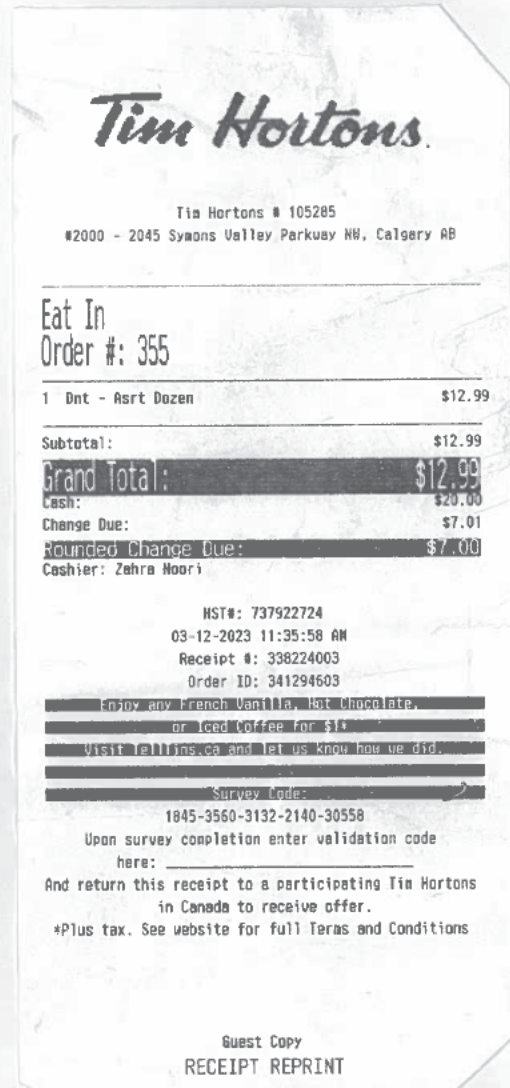 Tim Hortons.
Tim Hortons # 105285
#2000 - 2045 Symons Valley Parkway NW, Calgary AB
Eat In
Order #: 355
1 Dnt - Asrt Dozen $12.99
Subtotal: $12.99
Grand Total: $12.99
Cash: $20.00
Change Due: $7.01
Rounded Change Due: $7.00
Cashier: Zahra Noori
HST#: 737922724
03-12-2023 11:35:58 AM
Receipt #: 338224003
Order ID: 341294603
Enjoy any French Vanilla, Hot Chocolate,
or Iced Coffee for $1*
Visit Telltims.ca and let us know how we did.
Survey Code:
1845-3560-3132-2140-30558
Upon survey completion enter validation code
here:
And return this receipt to a participating Tim Hortons
in Canada to receive offer.
*Plus tax. See website for full Terms and Conditions
Guest Copy
RECEIPT REPRINT